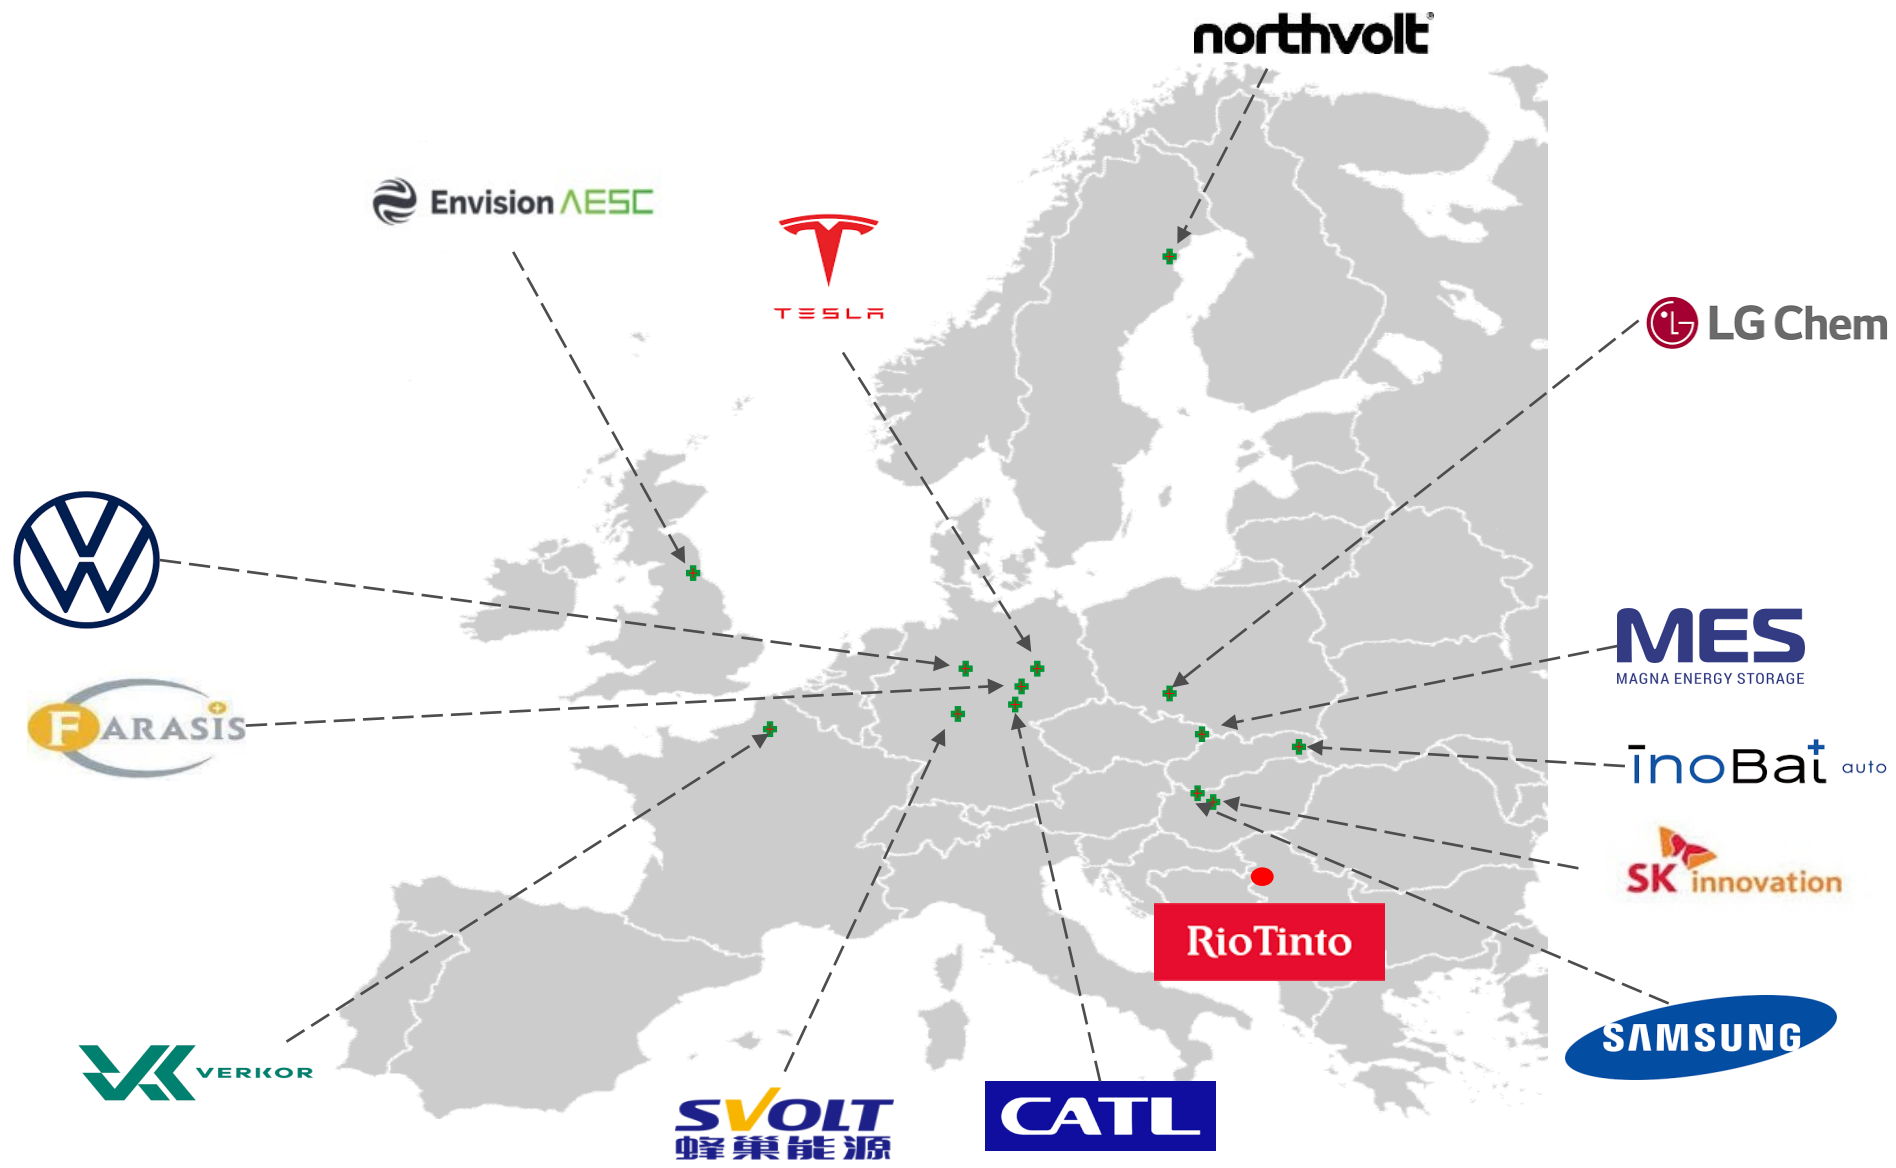 northvolt®
Envision AESC
TESLA
LG Chem
VW
MES
MAGNA ENERGY STORAGE
FARASIS
inoBat auto
SK innovation
RioTinto
SAMSUNG
VERKOR
SVOLT
蜂巢能源
CATL